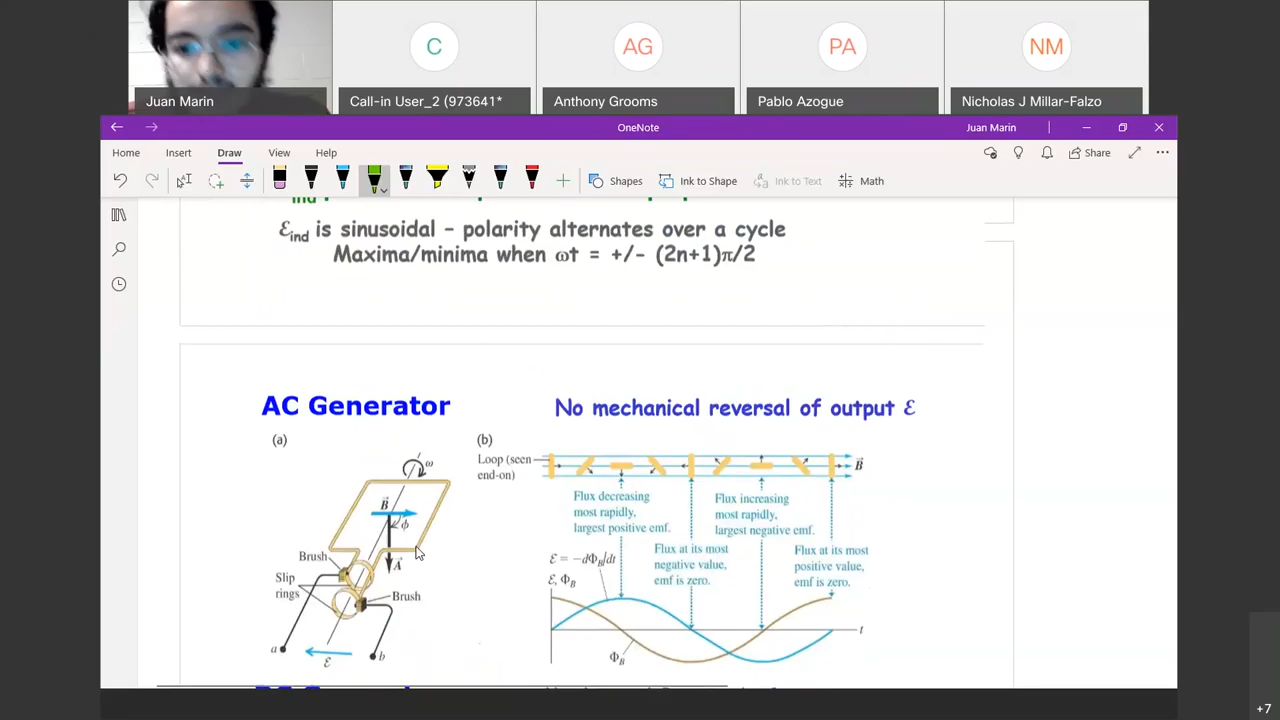 C
AG
PA
NM
Juan Marin
Call-in User_2 (973641*
Anthony Grooms
Pablo Azogue
Nicholas J Millar-Falzo
OneNote
Juan Marin
Home
Insert
Draw
View
Help
Share
Shapes
Ink to Shape
Ink to Text
Math
ind
ℰind is sinusoidal – polarity alternates over a cycle
Maxima/minima when ωt = +/- (2n+1)π/2
AC Generator
No mechanical reversal of output ℰ
(a)
ω
B
ϕ
A
Brush
Slip
rings
Brush
a
b
ℰ
(b)
Loop (seen
end-on)
B
Flux decreasing
most rapidly,
largest positive emf.
Flux increasing
most rapidly,
largest negative emf.
Flux at its most
negative value,
emf is zero.
Flux at its most
positive value,
emf is zero.
ℰ = −dΦB/dt
ℰ, ΦB
t
ΦB
+7